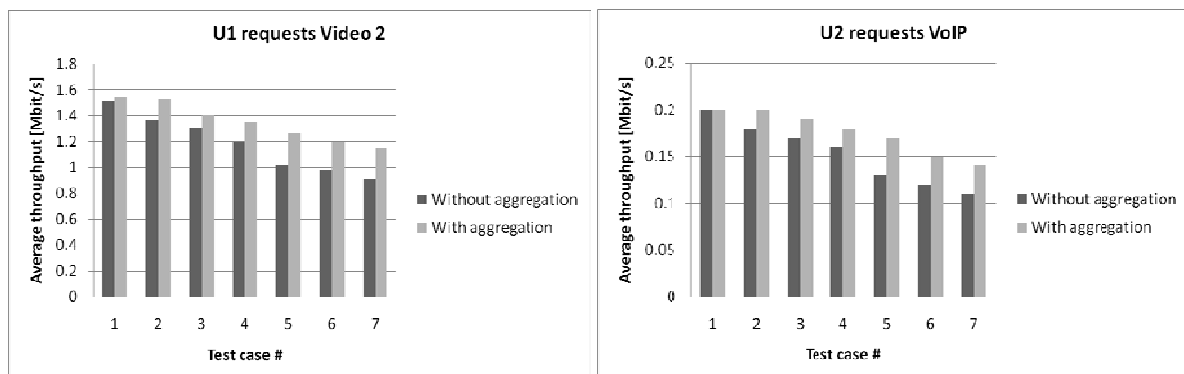 U1 requests Video 2
Average throughput [Mbit/s]
1.8
1.6
1.4
1.2
1
0.8
0.6
0.4
0.2
0
1 2 3 4 5 6 7
Test case #
Without aggregation
With aggregation
U2 requests VoIP
Average throughput [Mbit/s]
0.25
0.2
0.15
0.1
0.05
0
1 2 3 4 5 6 7
Test case #
Without aggregation
With aggregation